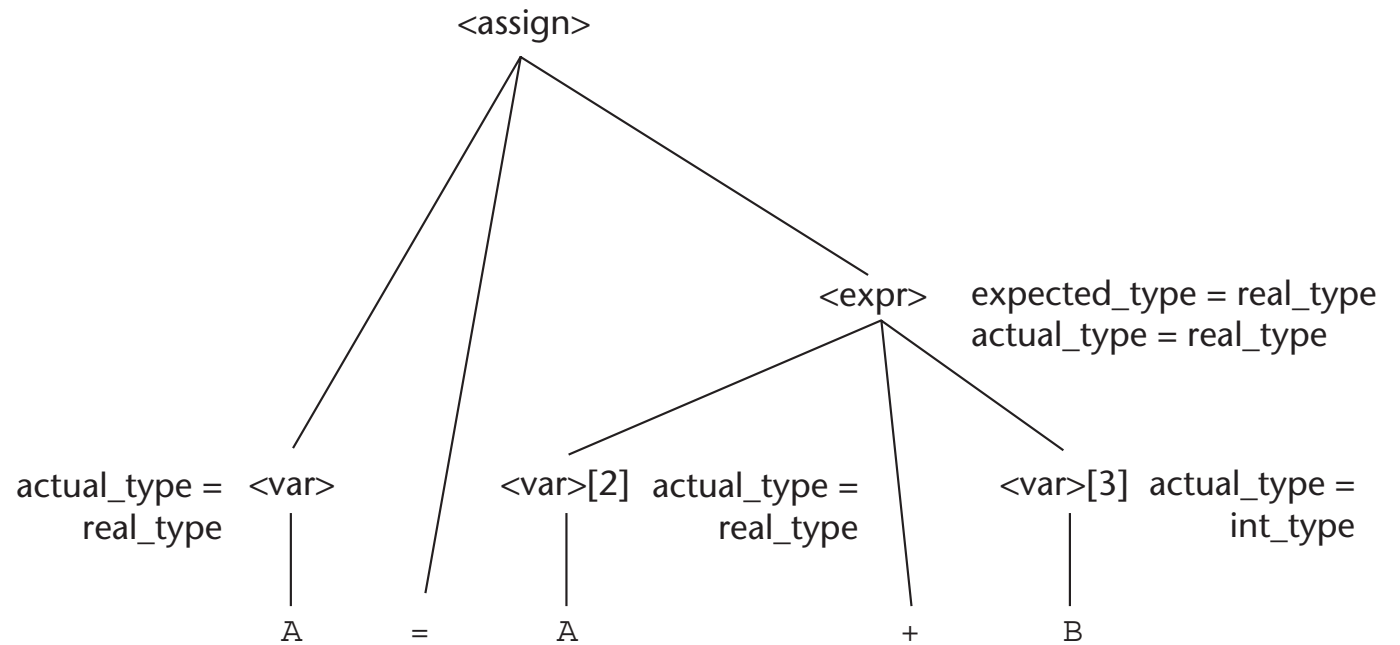 <assign>
<expr>
expected_type = real_type
actual_type = real_type
actual_type =
real_type
<var>
<var>[2]
actual_type =
real_type
<var>[3]
actual_type =
int_type
A = A + B